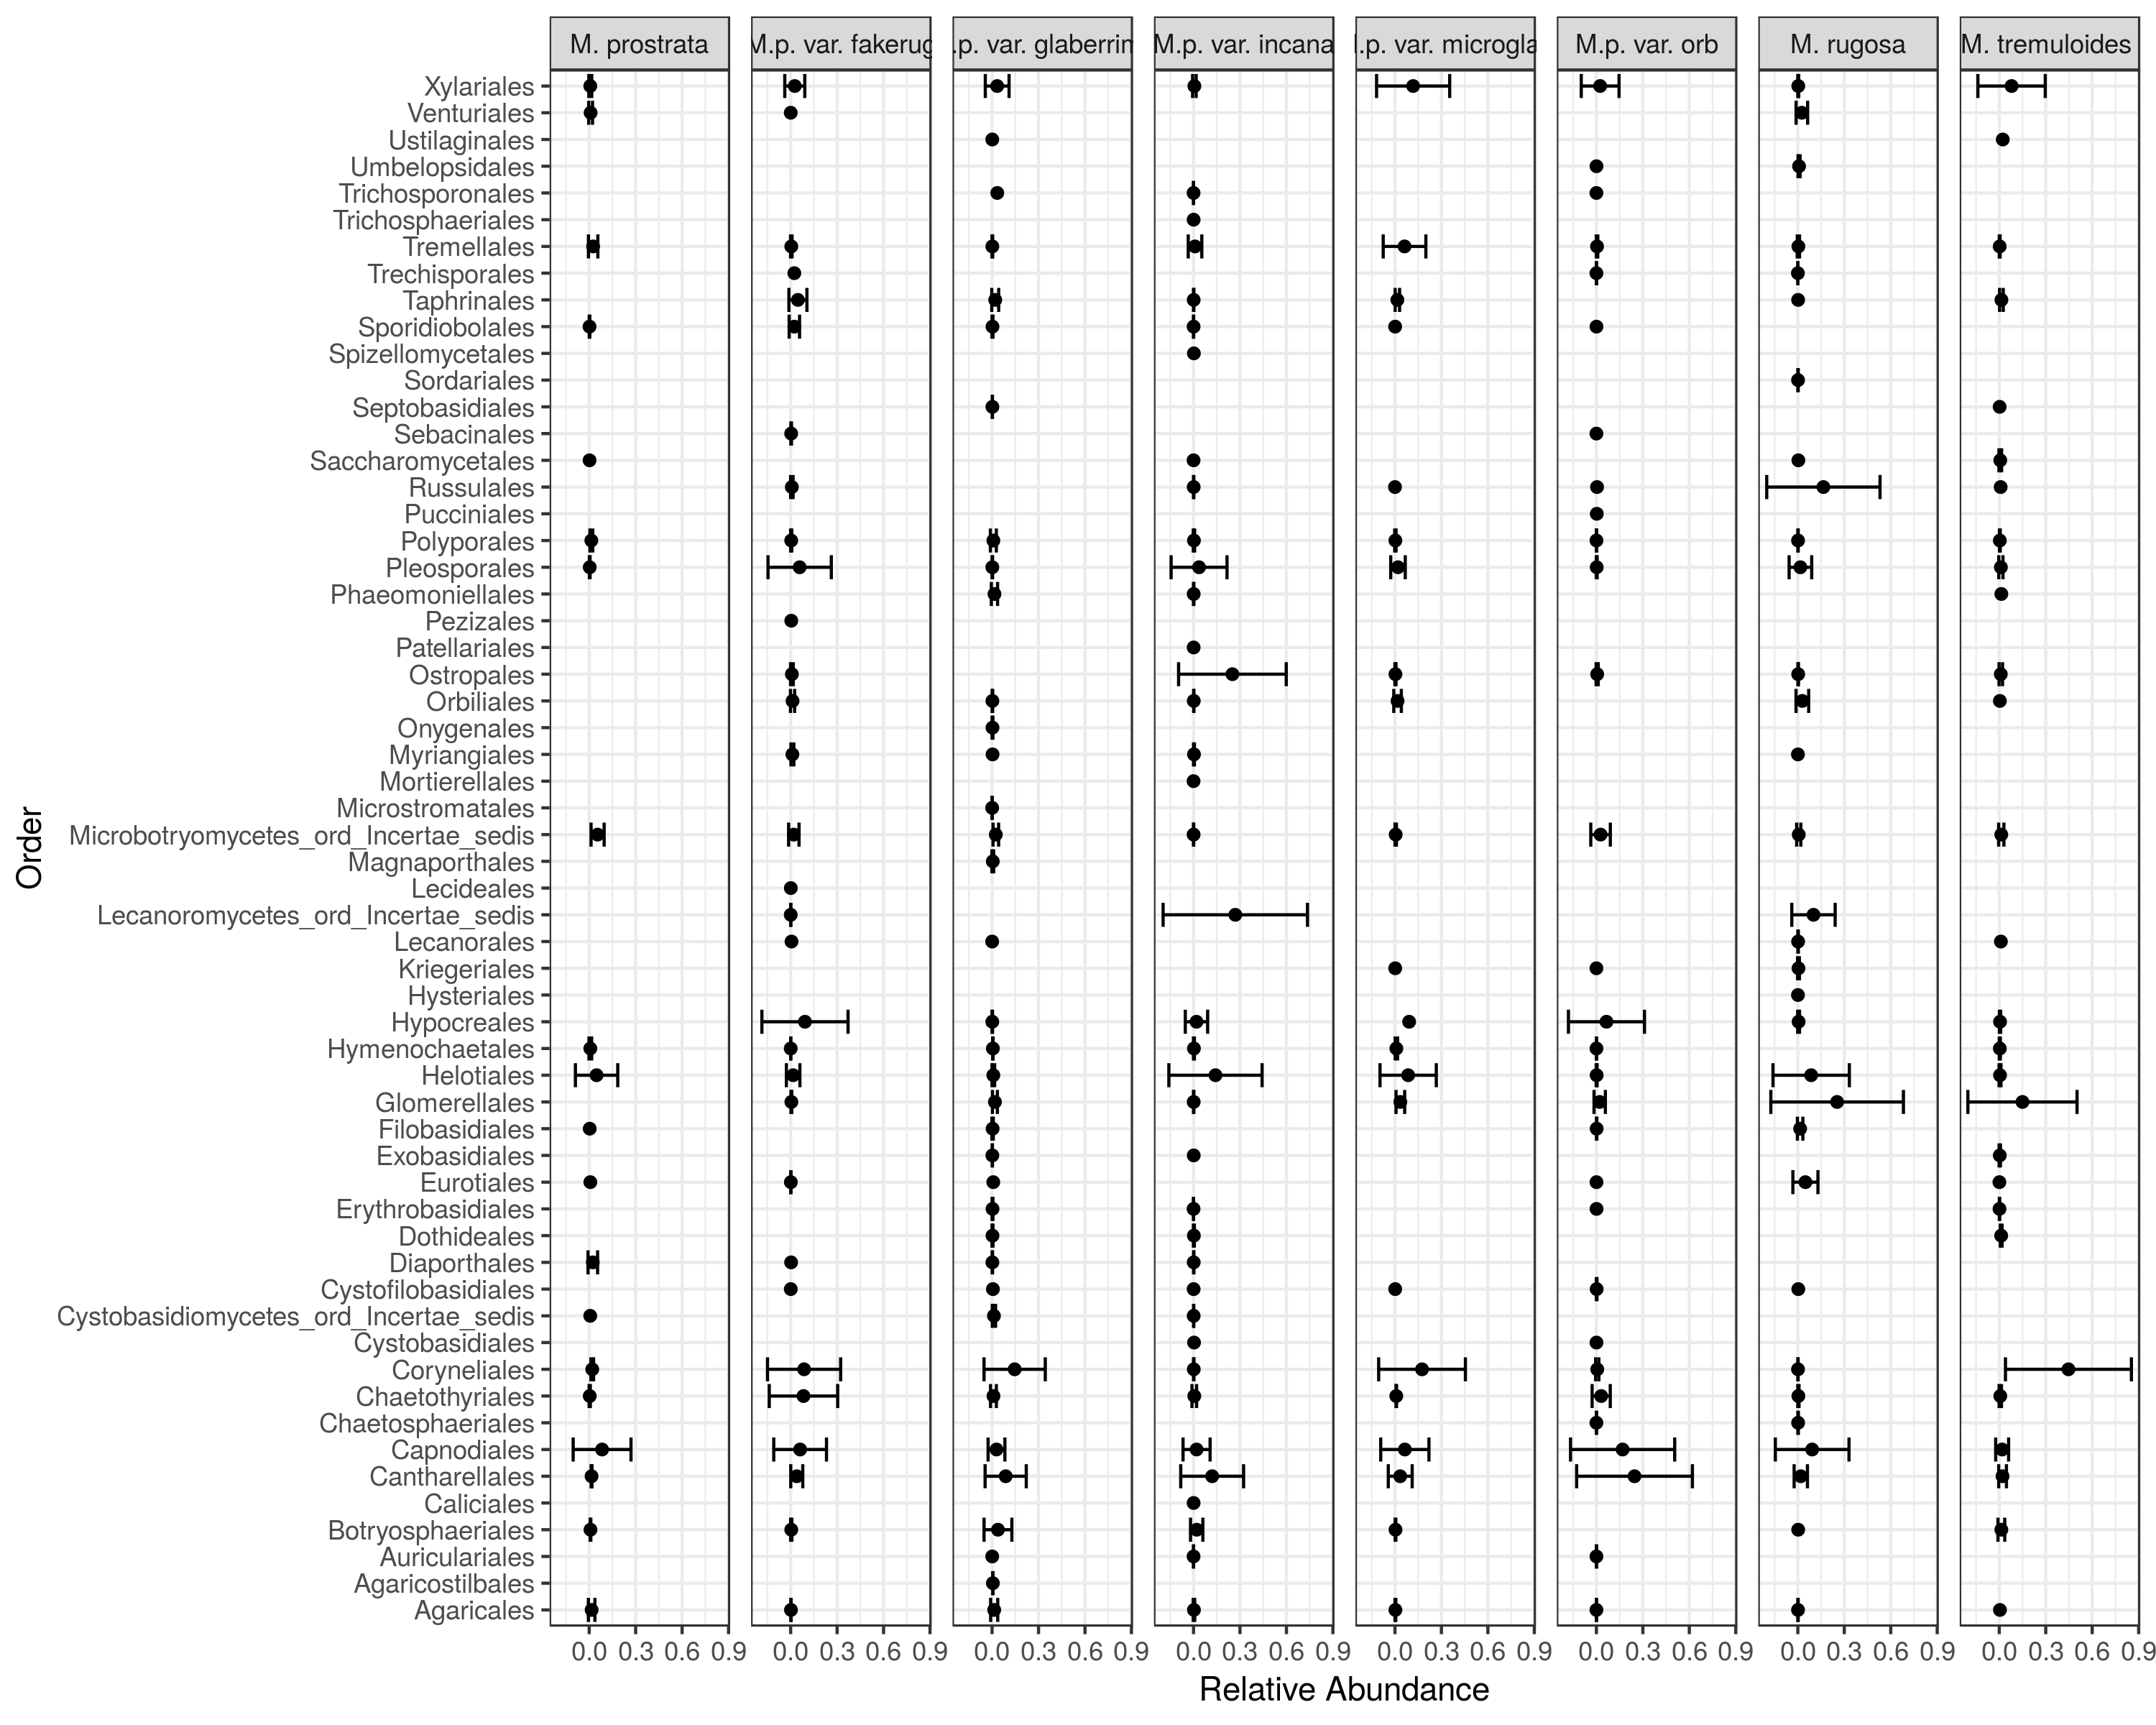 M. prostrata
M.p. var. fakerug
.p. var. glaberrin
M.p. var. incana
.p. var. microgla
M.p. var. orb
M. rugosa
M. tremuloides
Xylariales
Venturiales
Ustilaginales
Umbelopsidales
Trichosporonales
Trichosphaeriales
Tremellales
Trechisporales
Taphrinales
Sporidiobolales
Spizellomycetales
Sordariales
Septobasidiales
Sebacinales
Saccharomycetales
Russulales
Pucciniales
Polyporales
Pleosporales
Phaeomoniellales
Pezizales
Patellariales
Ostropales
Orbiliales
Onygenales
Myriangiales
Mortierellales
Microstromatales
Microbotryomycetes_ord_Incertae_sedis
Magnaporthales
Lecideales
Lecanoromycetes_ord_Incertae_sedis
Lecanorales
Kriegeriales
Hysteriales
Hypocreales
Hymenochaetales
Helotiales
Glomerellales
Filobasidiales
Exobasidiales
Eurotiales
Erythrobasidiales
Dothideales
Diaporthales
Cystofilobasidiales
Cystobasidiomycetes_ord_Incertae_sedis
Cystobasidiales
Coryneliales
Chaetothyriales
Chaetosphaeriales
Capnodiales
Cantharellales
Caliciales
Botryosphaeriales
Auriculariales
Agaricostilbales
Agaricales
Order
0.0 0.3 0.6 0.9 0.0 0.3 0.6 0.9 0.0 0.3 0.6 0.9 0.0 0.3 0.6 0.9 0.0 0.3 0.6 0.9 0.0 0.3 0.6 0.9 0.0 0.3 0.6 0.9 0.0 0.3 0.6 0.9
Relative Abundance